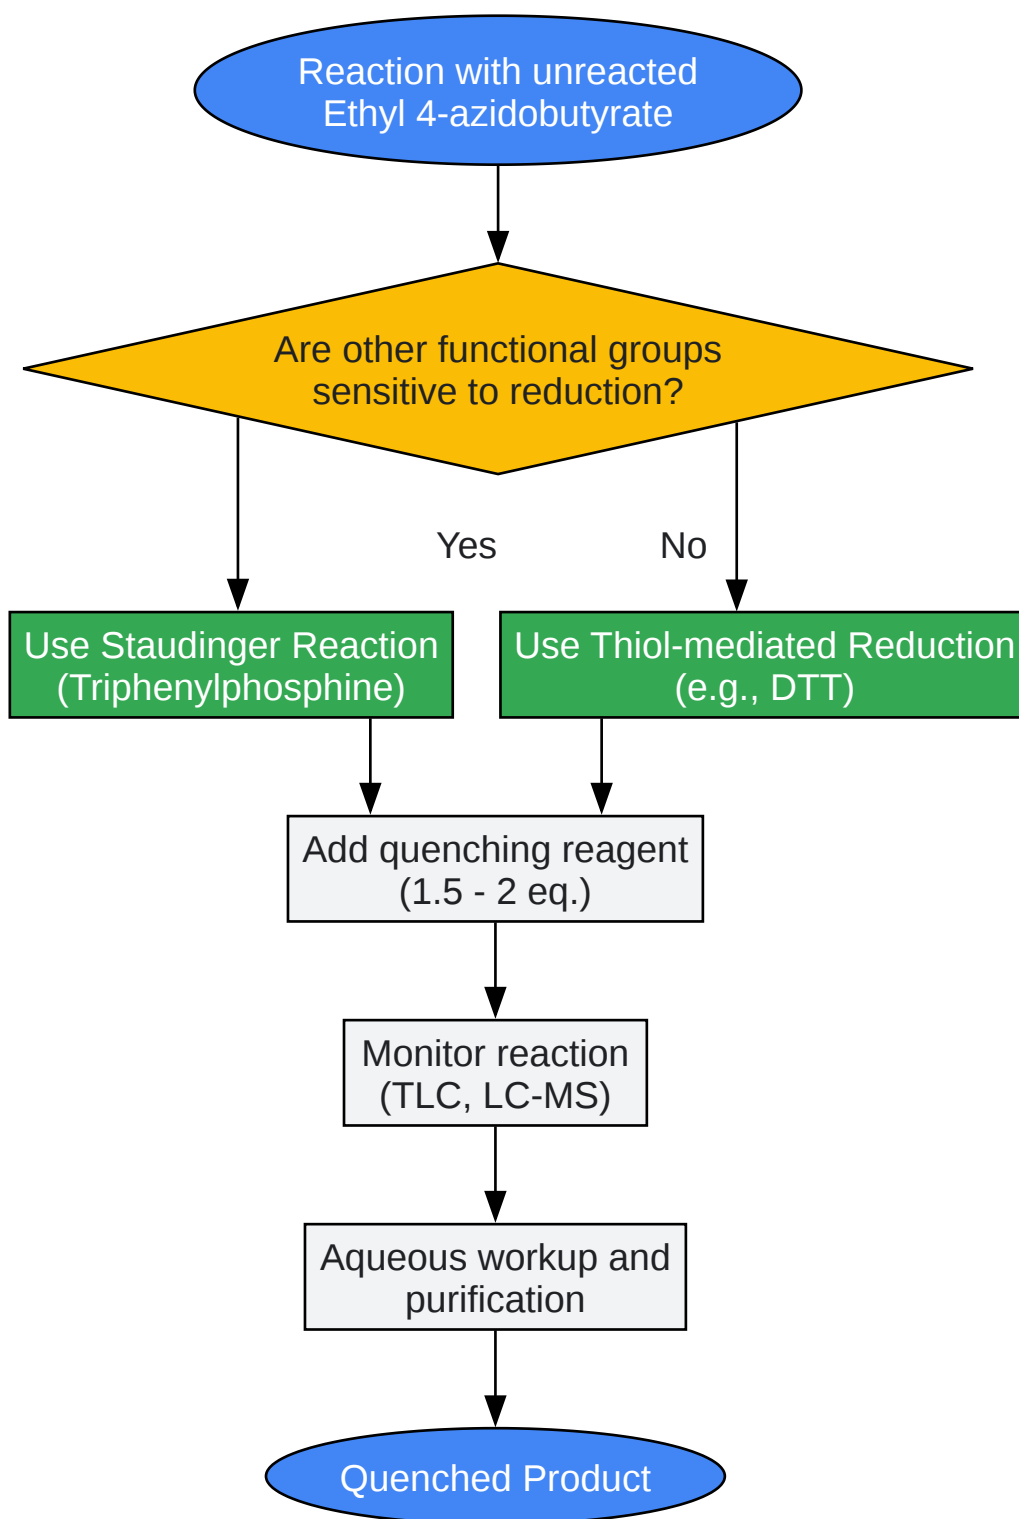 Reaction with unreacted
Ethyl 4-azidobutyrate
Are other functional groups
sensitive to reduction?
Yes
No
Use Staudinger Reaction
(Triphenylphosphine)
Use Thiol-mediated Reduction
(e.g., DTT)
Add quenching reagent
(1.5 - 2 eq.)
Monitor reaction
(TLC, LC-MS)
Aqueous workup and
purification
Quenched Product